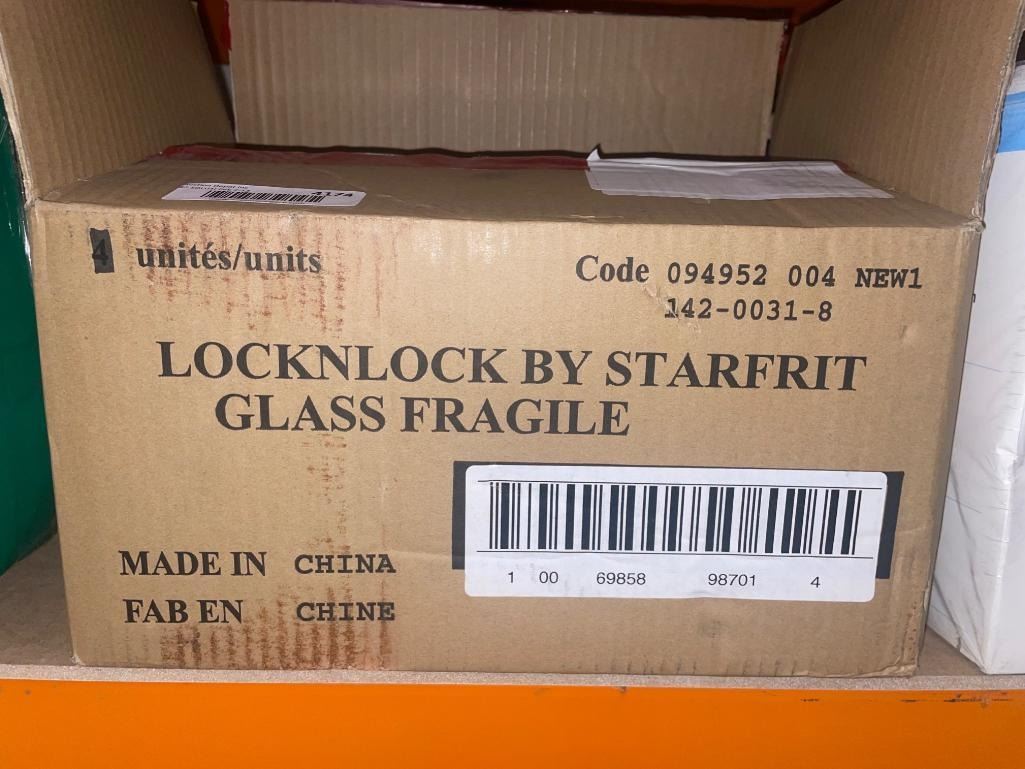 4174
4 unités/units
Code 094952 004 NEW1
142-0031-8
LOCKNLOCK BY STARFRIT
GLASS FRAGILE
MADE IN CHINA
FAB EN CHINE
1 00 69858 98701 4